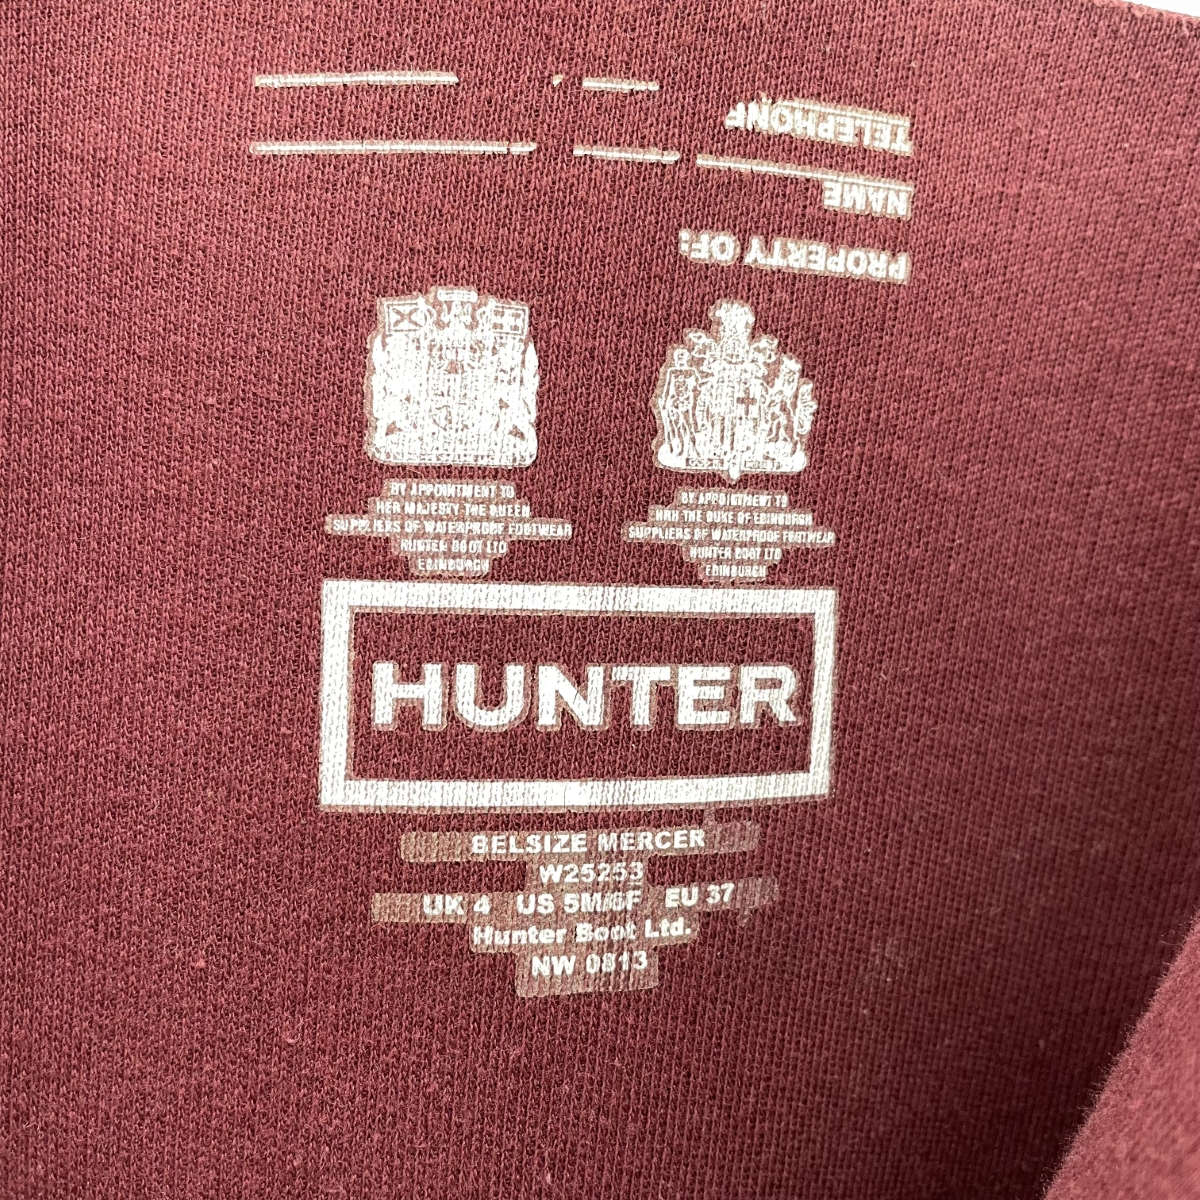 TELEPHONE
NAME
PROPERTY OF:
BY APPOINTMENT TO
HER MAJESTY THE QUEEN
SUPPLIERS OF WATERPROOF FOOTWEAR
HUNTER BOOT LTD
EDINBURGH
BY APPOINTMENT TO
HRH THE DUKE OF EDINBURGH
SUPPLIERS OF WATERPROOF FOOTWEAR
HUNTER BOOT LTD
EDINBURGH
HUNTER
BELSIZE MERCER
W25253
UK 4 US 5M/6F EU 37
Hunter Boot Ltd.
NW 0813